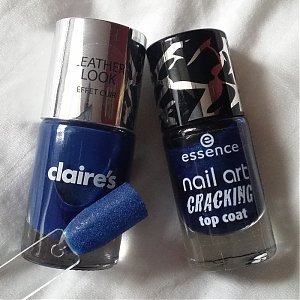 LEATHER
LOOK
EFFET CUIR
claire's
e
essence
nail art
CRACKING
top coat